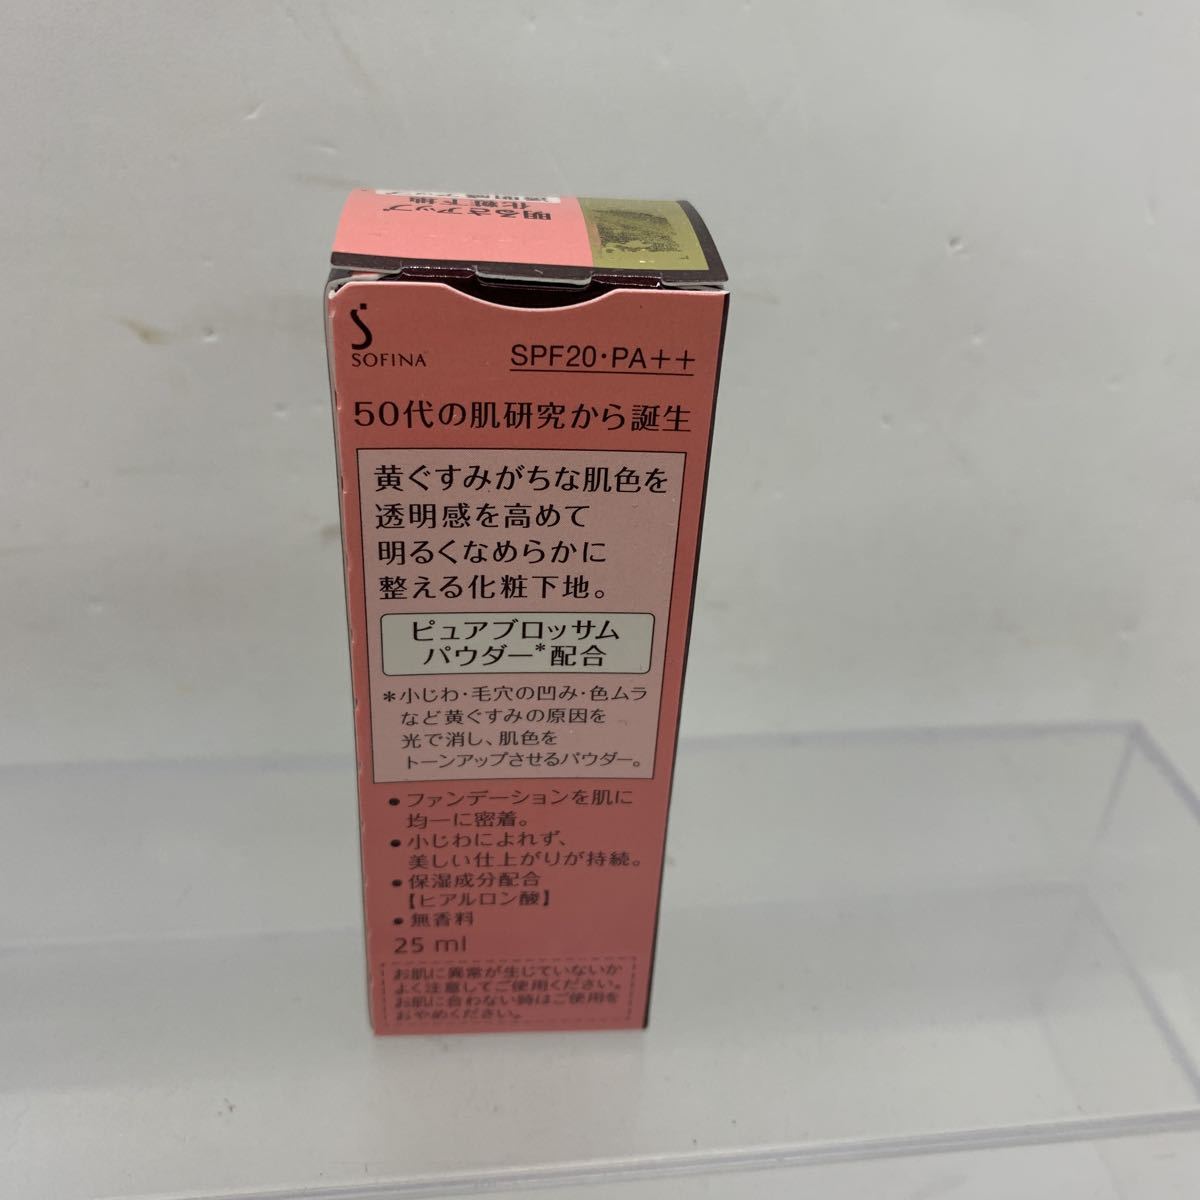 明るさアップ
化粧下地
透明感アップ
SOFINA
SPF20・PA++
50代の肌研究から誕生
黄ぐすみがちな肌色を
透明感を高めて
明るくなめらかに
整える化粧下地。
ピュアブロッサム
パウダー*配合
*小じわ・毛穴の凹み・色ムラ
など黄ぐすみの原因を
光で消し、肌色を
トーンアップさせるパウダー。
●ファンデーションを肌に
均一に密着。
●小じわによれず、
美しい仕上がりが持続。
●保湿成分配合
【ヒアルロン酸】
●無香料
25 ml
お肌に異常が生じていないか
よく注意してご使用ください。
お肌に合わない時はご使用を
おやめください。